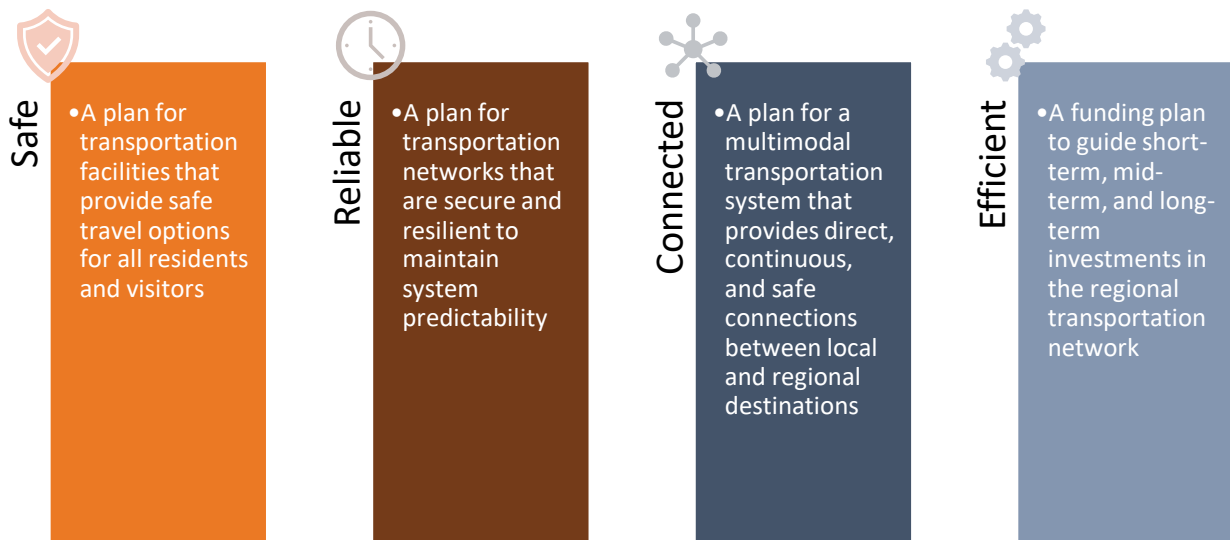 Safe
•A plan for
transportation
facilities that
provide safe
travel options
for all residents
and visitors
Reliable
•A plan for
transportation
networks that
are secure and
resilient to
maintain
system
predictability
Connected
•A plan for a
multimodal
transportation
system that
provides direct,
continuous,
and safe
connections
between local
and regional
destinations
Efficient
•A funding plan
to guide short-
term, mid-
term, and long-
term
investments in
the regional
transportation
network